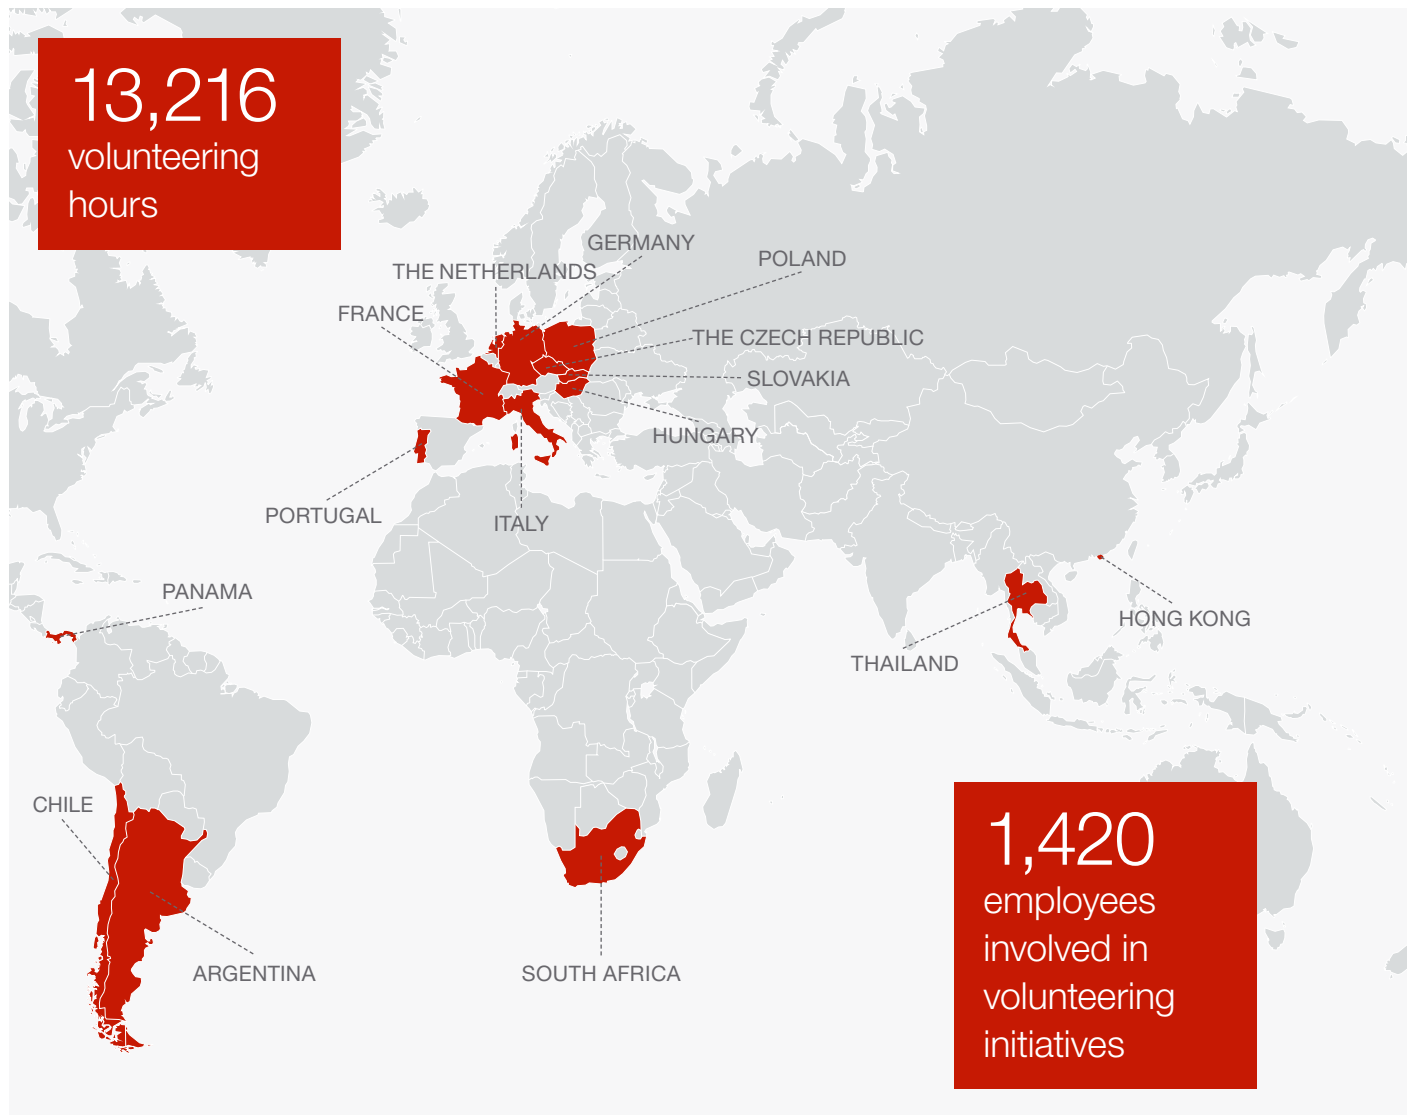 13,216
volunteering
hours
GERMANY
POLAND
THE NETHERLANDS
FRANCE
THE CZECH REPUBLIC
SLOVAKIA
HUNGARY
PORTUGAL
ITALY
PANAMA
HONG KONG
THAILAND
CHILE
ARGENTINA
SOUTH AFRICA
1,420
employees
involved in
volunteering
initiatives